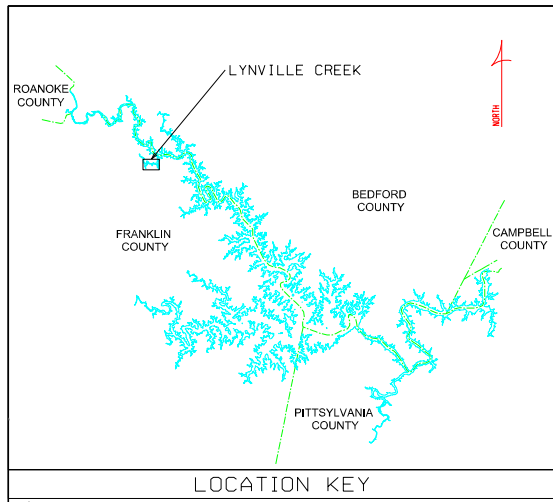 LYNVILLE CREEK
ROANOKE
COUNTY
NORTH
BEDFORD
COUNTY
FRANKLIN
COUNTY
CAMPBELL
COUNTY
PITTSYLVANIA
COUNTY
LOCATION KEY